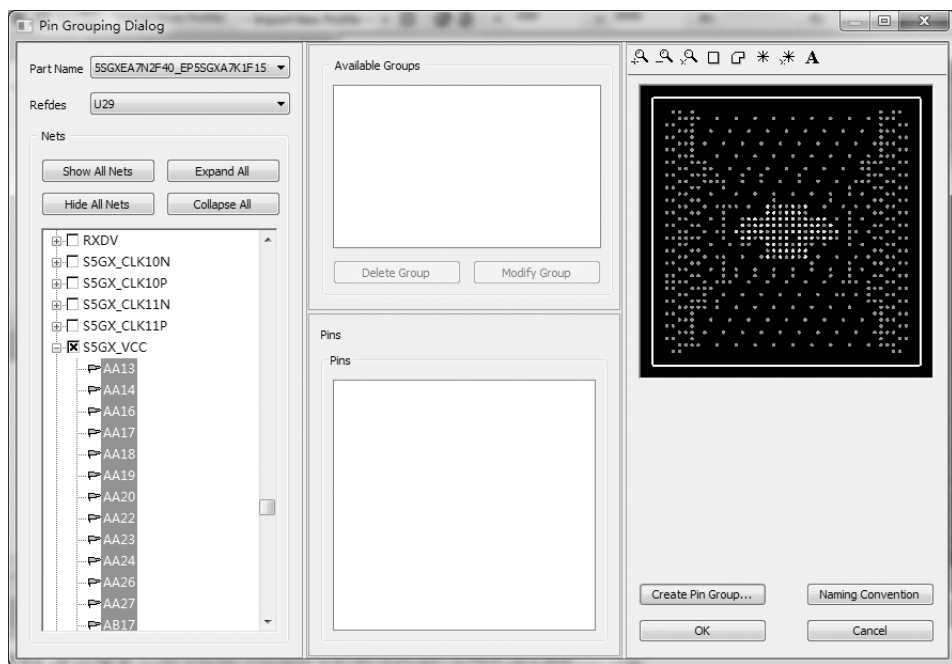 Pin Grouping Dialog
Part Name
5SGXEA7N2F40_EP5SGXA7K1F15
Refdes
U29
Nets
Show All Nets
Expand All
Hide All Nets
Collapse All
RXDV
S5GX_CLK10N
S5GX_CLK10P
S5GX_CLK11N
S5GX_CLK11P
S5GX_VCC
AA13
AA14
AA16
AA17
AA18
AA19
AA20
AA22
AA23
AA24
AA26
AA27
AB17
Available Groups
Delete Group
Modify Group
Pins
Pins
A
Create Pin Group...
Naming Convention
OK
Cancel